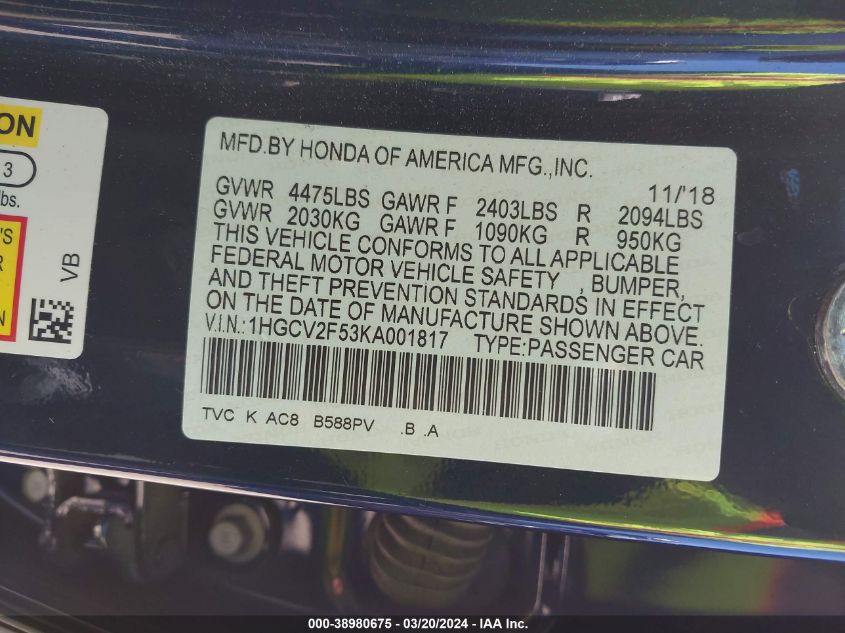 ON
3
lbs.
'S
R
N
VB
MFD.BY HONDA OF AMERICA MFG.,INC.
11/'18
GVWR 4475LBS GAWR F 2403LBS R 2094LBS
GVWR 2030KG GAWR F 1090KG R 950KG
THIS VEHICLE CONFORMS TO ALL APPLICABLE
FEDERAL MOTOR VEHICLE SAFETY , BUMPER,
AND THEFT PREVENTION STANDARDS IN EFFECT
ON THE DATE OF MANUFACTURE SHOWN ABOVE.
V.I.N.:1HGCV2F53KA001817 TYPE:PASSENGER CAR
TVC K AC8 B588PV .B .A
000-38980675 - 03/20/2024 - IAA Inc.